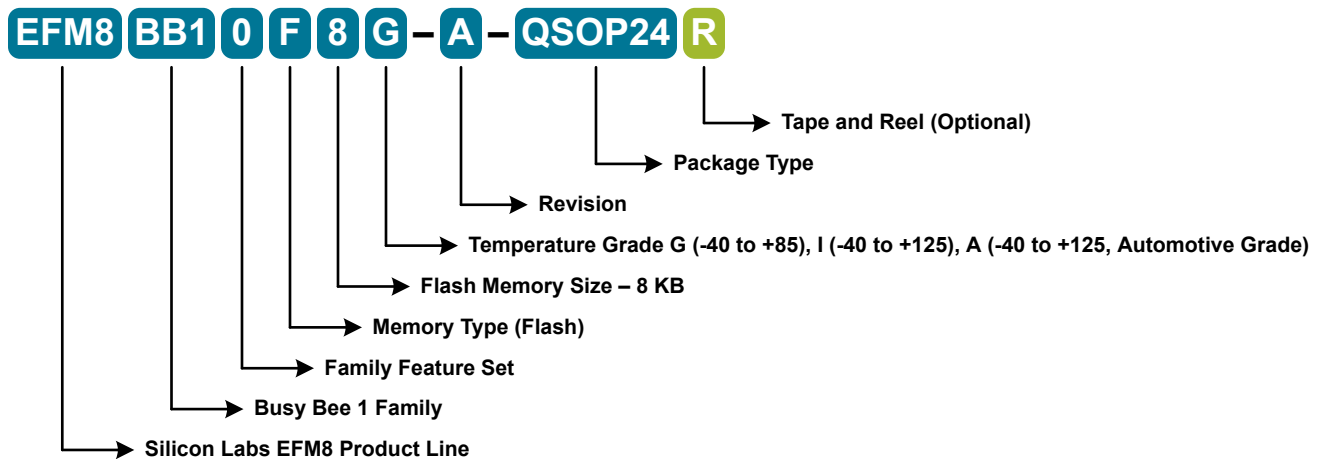 EFM8 BB1 0 F 8 G – A – QSOP24 R
Tape and Reel (Optional)
Package Type
Revision
Temperature Grade G (-40 to +85), I (-40 to +125), A (-40 to +125, Automotive Grade)
Flash Memory Size – 8 KB
Memory Type (Flash)
Family Feature Set
Busy Bee 1 Family
Silicon Labs EFM8 Product Line